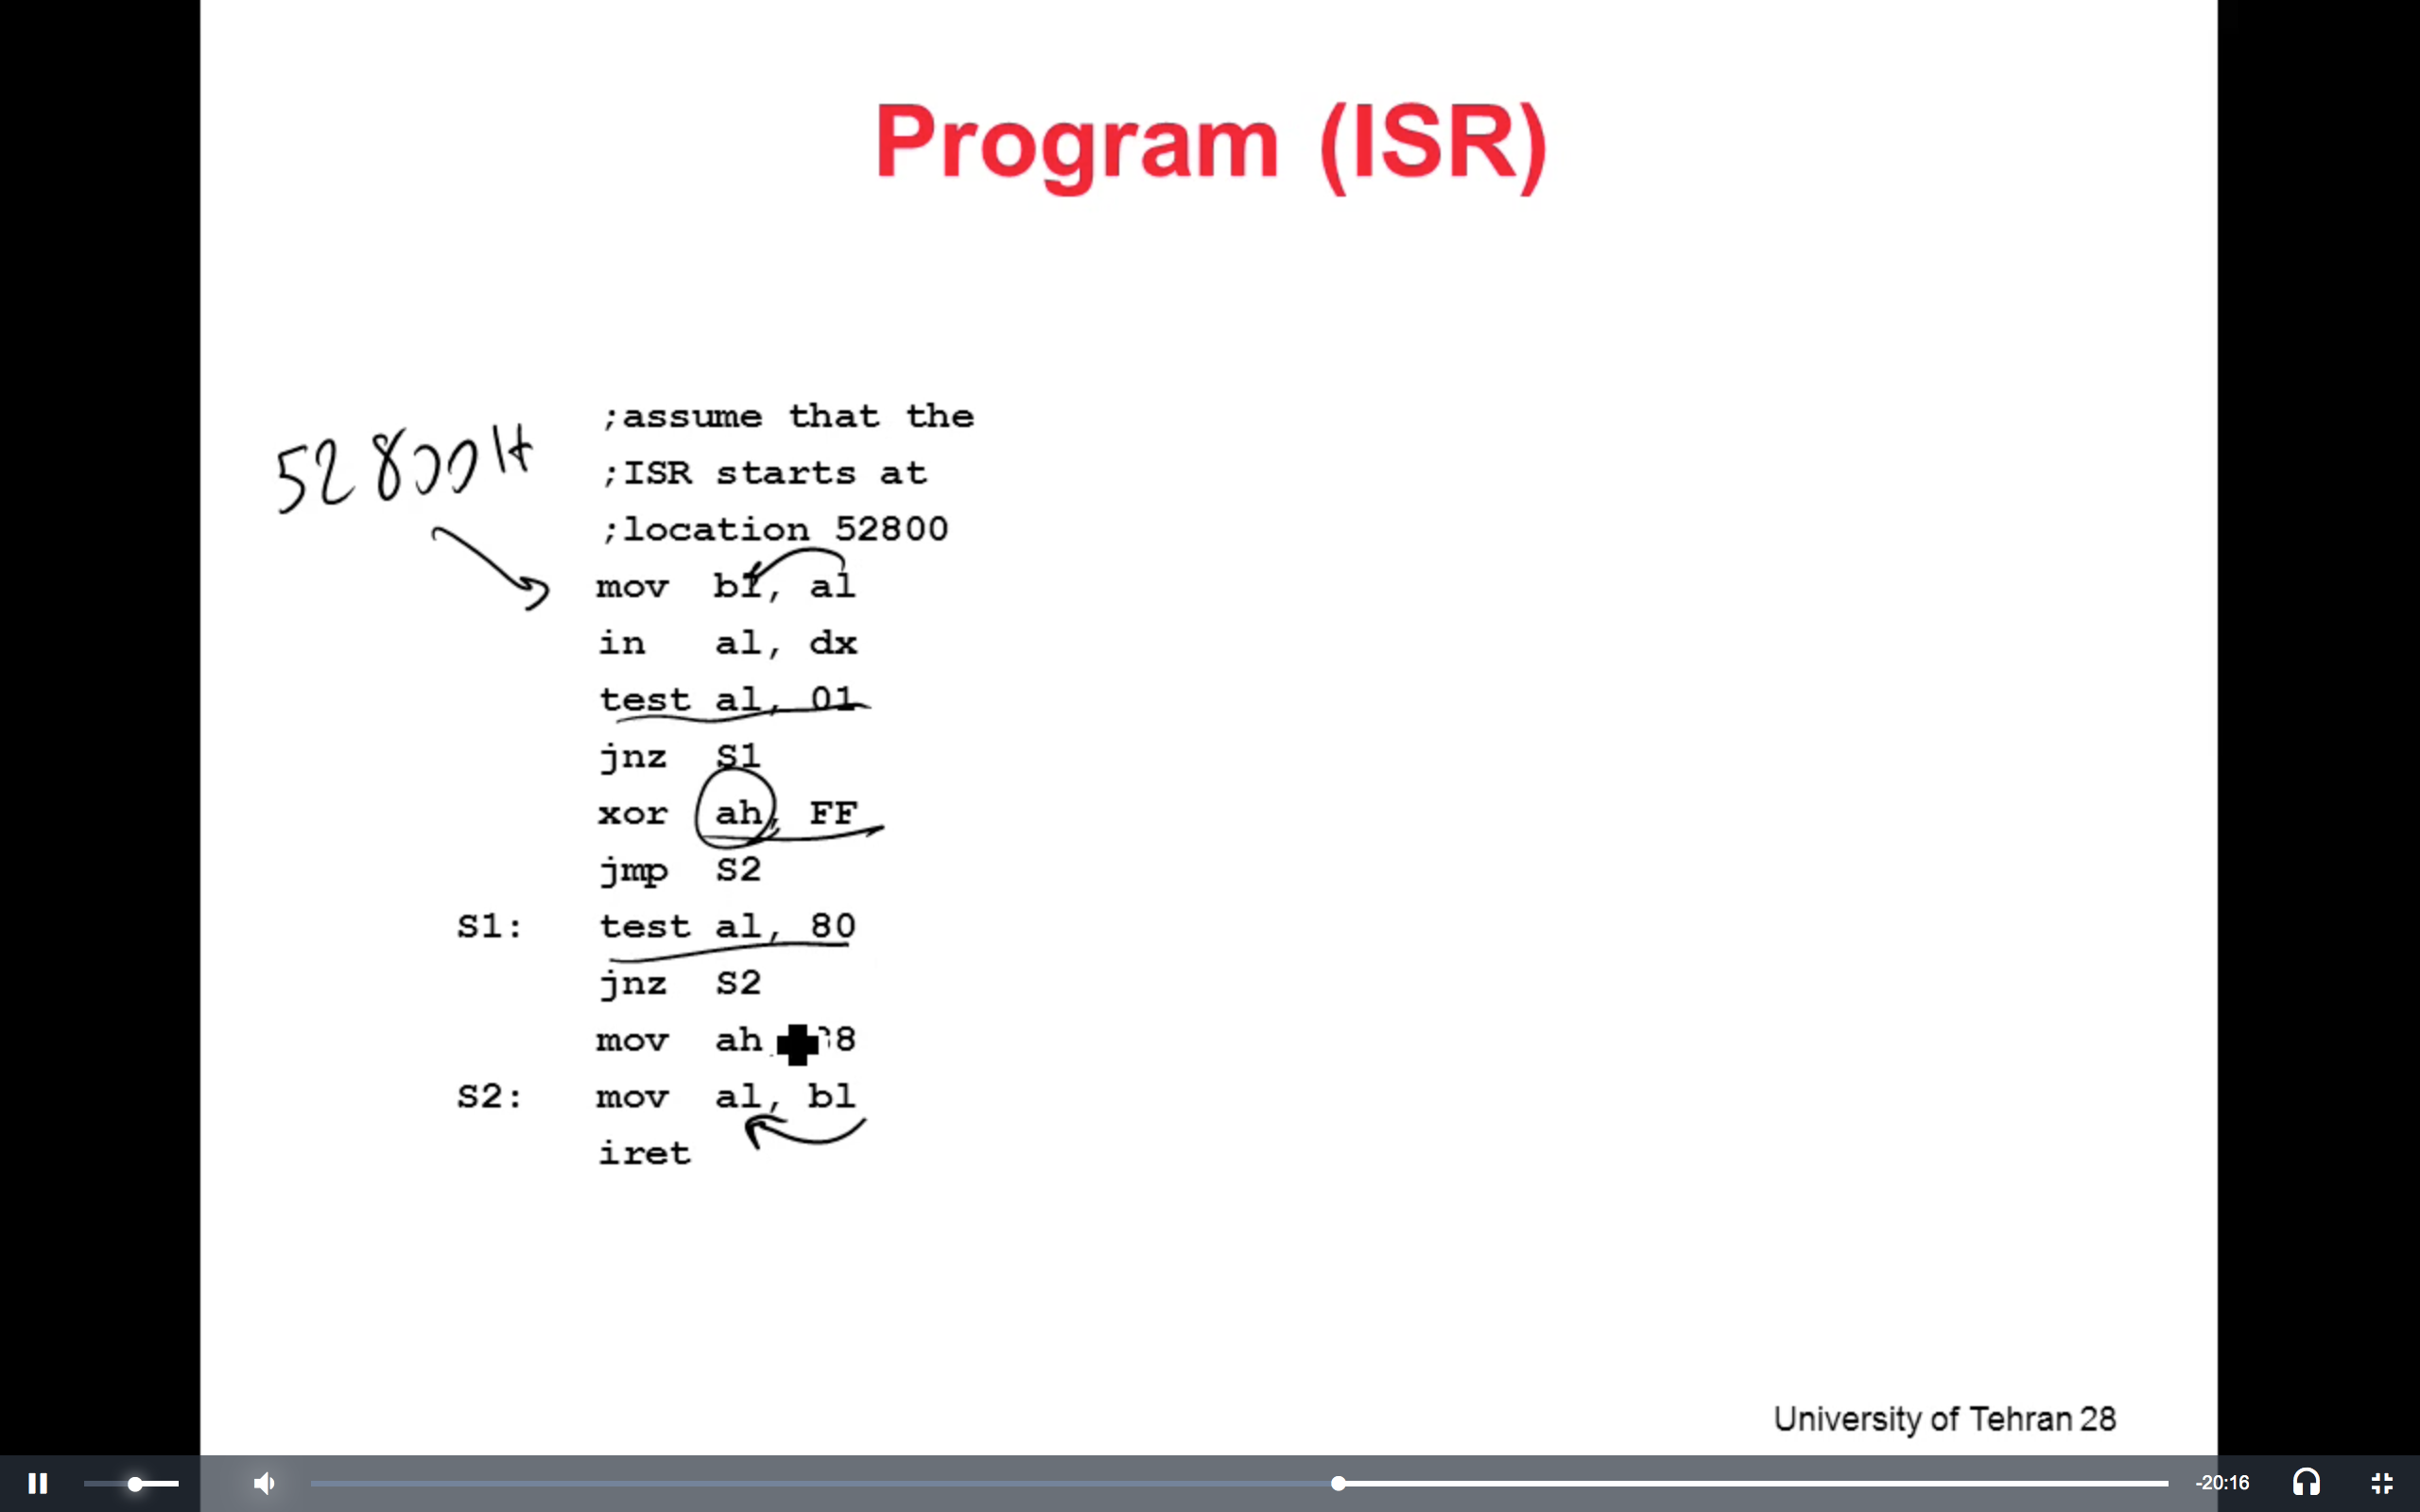 Program (ISR)
;assume that the
52800H
;ISR starts at
;location 52800
mov bl, al
in al, dx
test al, 01
jnz S1
xor ah, FF
jmp S2
S1: test al, 80
jnz S2
mov ah
S2: mov al, bl
iret
University of Tehran 28
-20:16